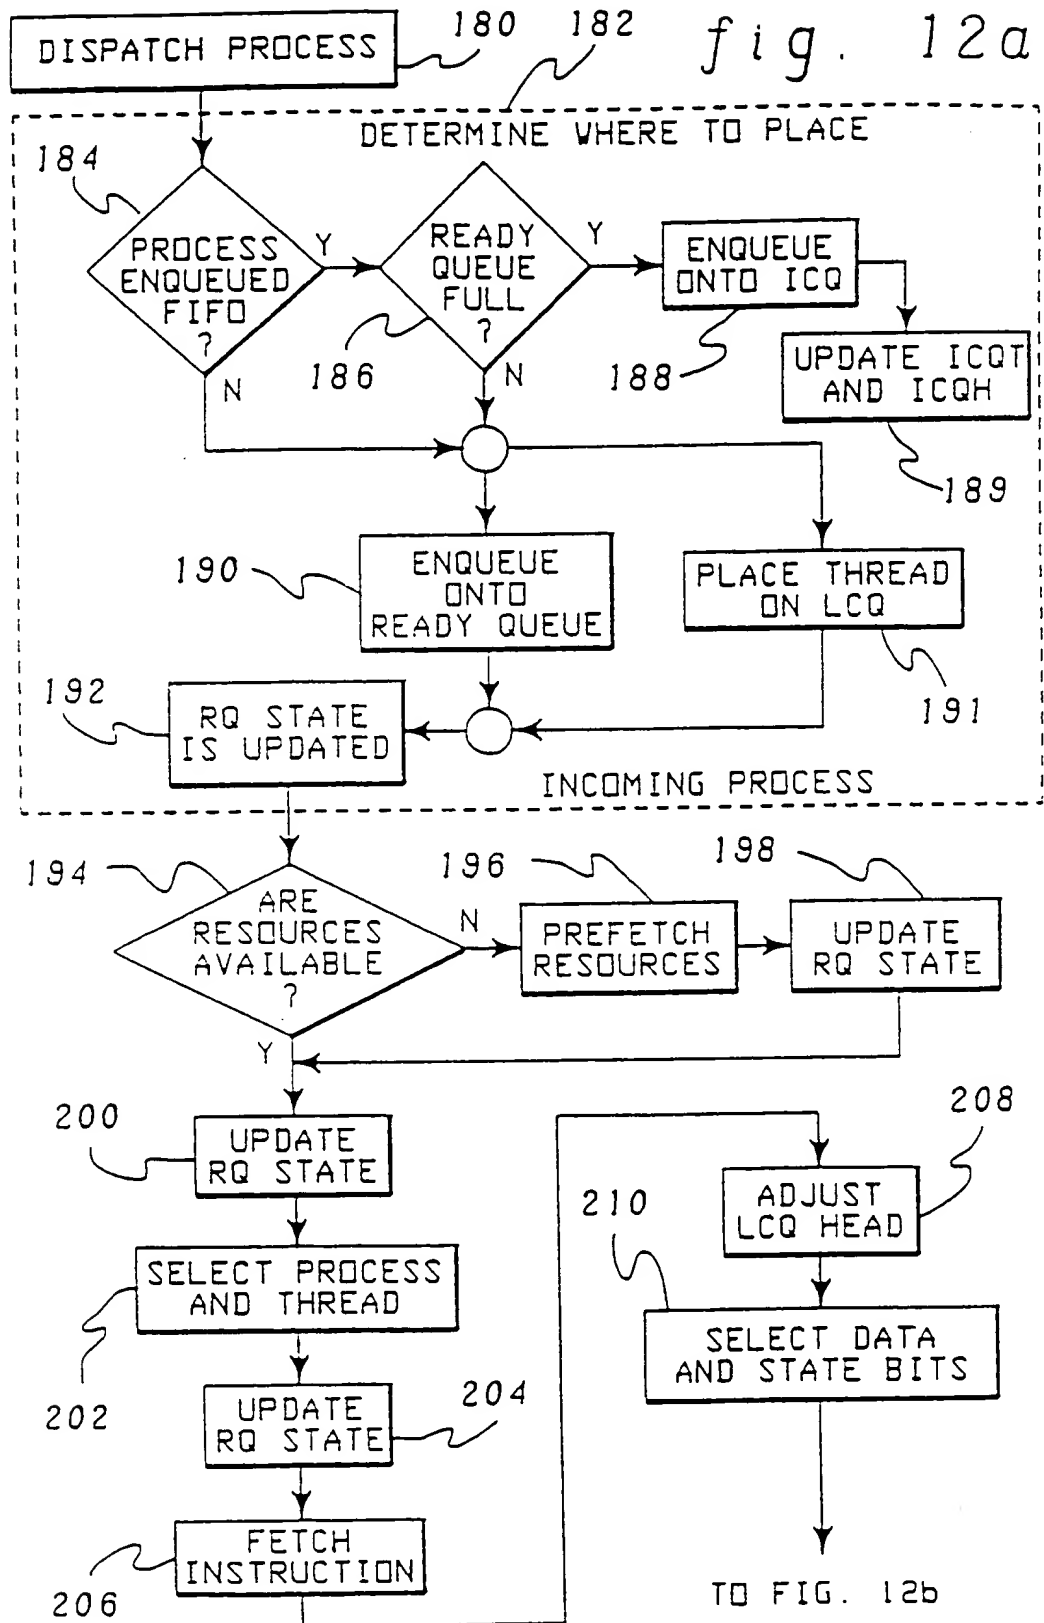 fig. 12a
DISPATCH PROCESS
180
182
DETERMINE WHERE TO PLACE
184
PROCESS
ENQUEUED
FIFO
?
Y
N
READY
QUEUE
FULL
?
186
Y
N
ENQUEUE
ONTO ICQ
188
UPDATE ICQT
AND ICQH
189
190
ENQUEUE
ONTO
READY QUEUE
PLACE THREAD
ON LCQ
191
192
RQ STATE
IS UPDATED
INCOMING PROCESS
194
ARE
RESOURCES
AVAILABLE
?
N
Y
196
PREFETCH
RESOURCES
198
UPDATE
RQ STATE
200
UPDATE
RQ STATE
SELECT PROCESS
AND THREAD
202
UPDATE
RQ STATE
204
FETCH
INSTRUCTION
206
208
ADJUST
LCQ HEAD
210
SELECT DATA
AND STATE BITS
TO FIG. 12b